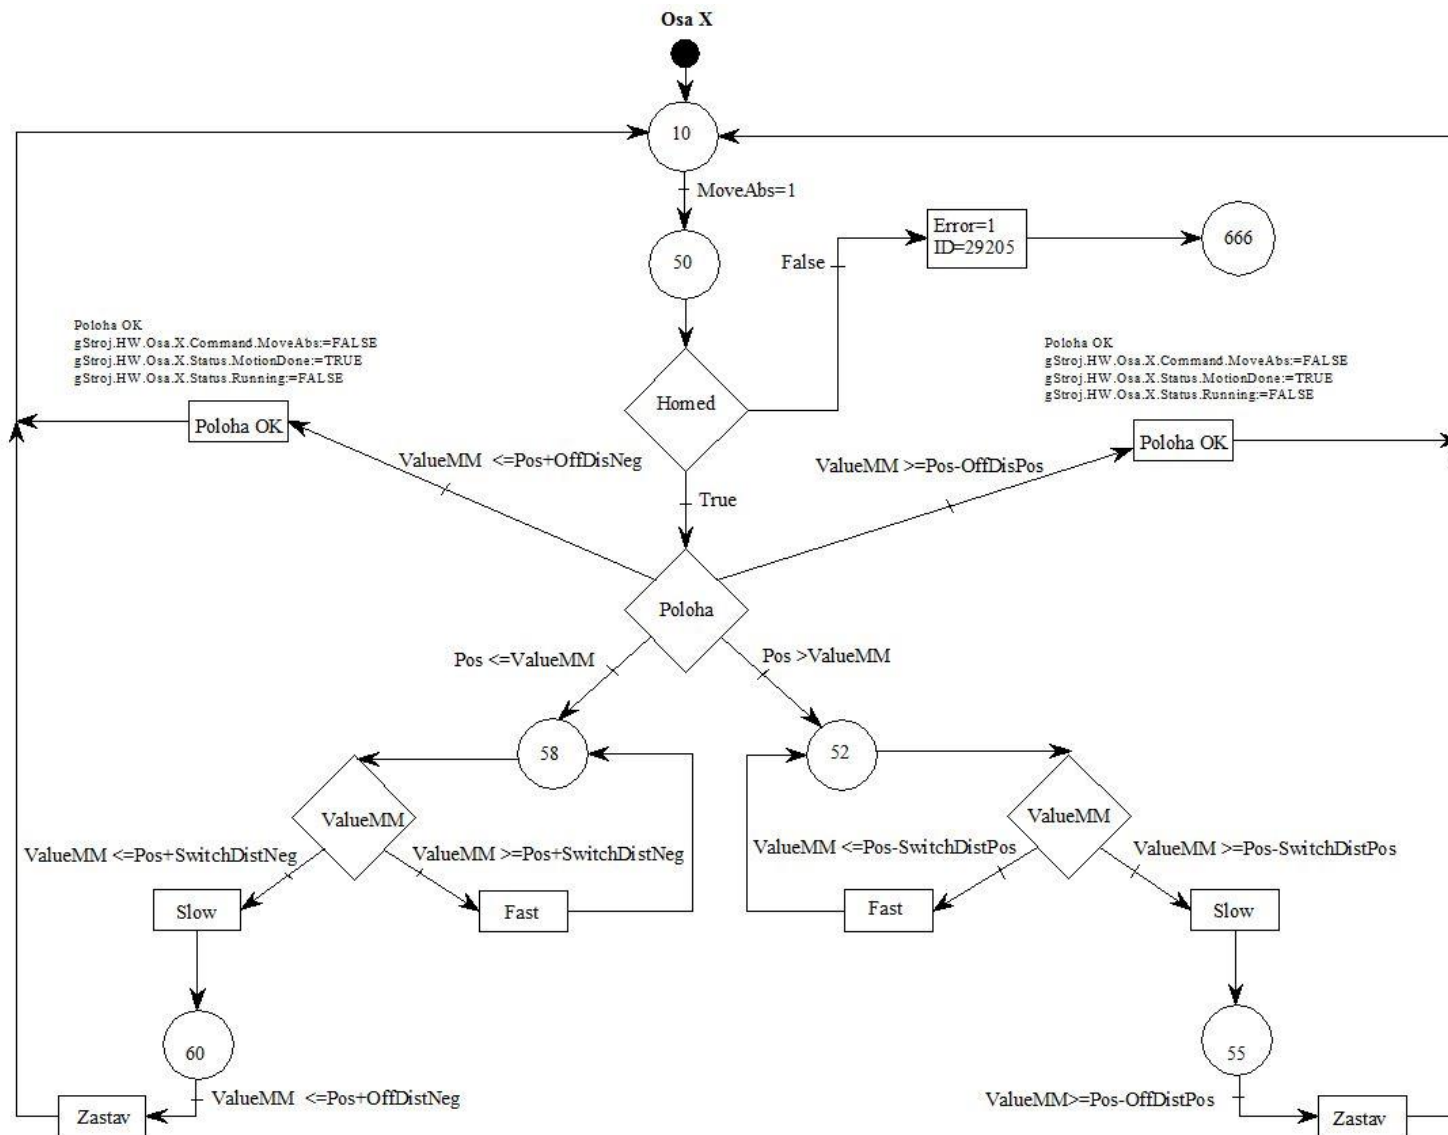 Osa X
10
MoveAbs=1
50
False
Error=1
ID=29205
666
Poloha OK
gStroj.HW.Osa.X.Command.MoveAbs:=FALSE
gStroj.HW.Osa.X.Status.MotionDone:=TRUE
gStroj.HW.Osa.X.Status.Running:=FALSE
Poloha OK
gStroj.HW.Osa.X.Command.MoveAbs:=FALSE
gStroj.HW.Osa.X.Status.MotionDone:=TRUE
gStroj.HW.Osa.X.Status.Running:=FALSE
Homed
Poloha OK
Poloha OK
ValueMM <=Pos+OffDisNeg
ValueMM >=Pos-OffDisPos
True
Poloha
Pos <=ValueMM
Pos >ValueMM
58
52
ValueMM
ValueMM
ValueMM <=Pos+SwitchDistNeg
ValueMM >=Pos+SwitchDistNeg
ValueMM <=Pos-SwitchDistPos
ValueMM >=Pos-SwitchDistPos
Slow
Fast
Fast
Slow
60
55
ValueMM <=Pos+OffDistNeg
ValueMM>=Pos-OffDistPos
Zastav
Zastav